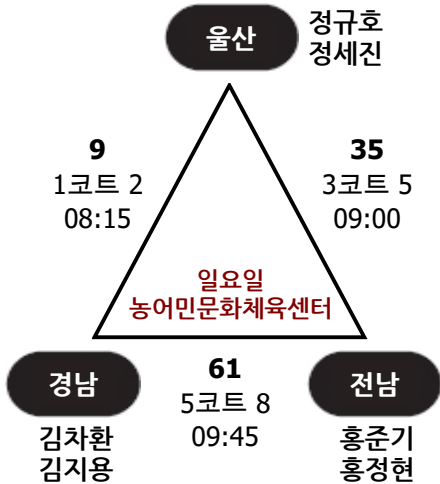 울산
정규호
정세진
9
1코트 2
08:15
35
3코트 5
09:00
일요일
농어민문화체육센터
경남
김차환
김지용
61
5코트 8
09:45
전남
홍준기
홍정현